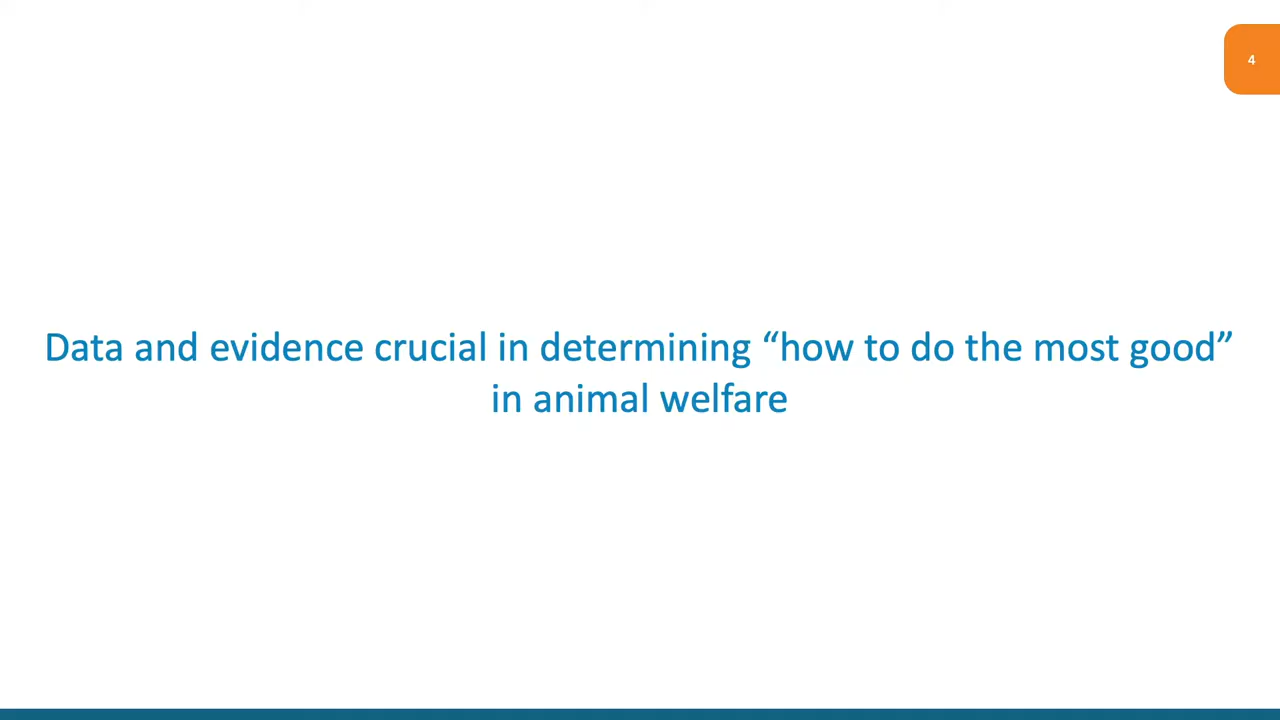 4
Data and evidence crucial in determining “how to do the most good”
in animal welfare